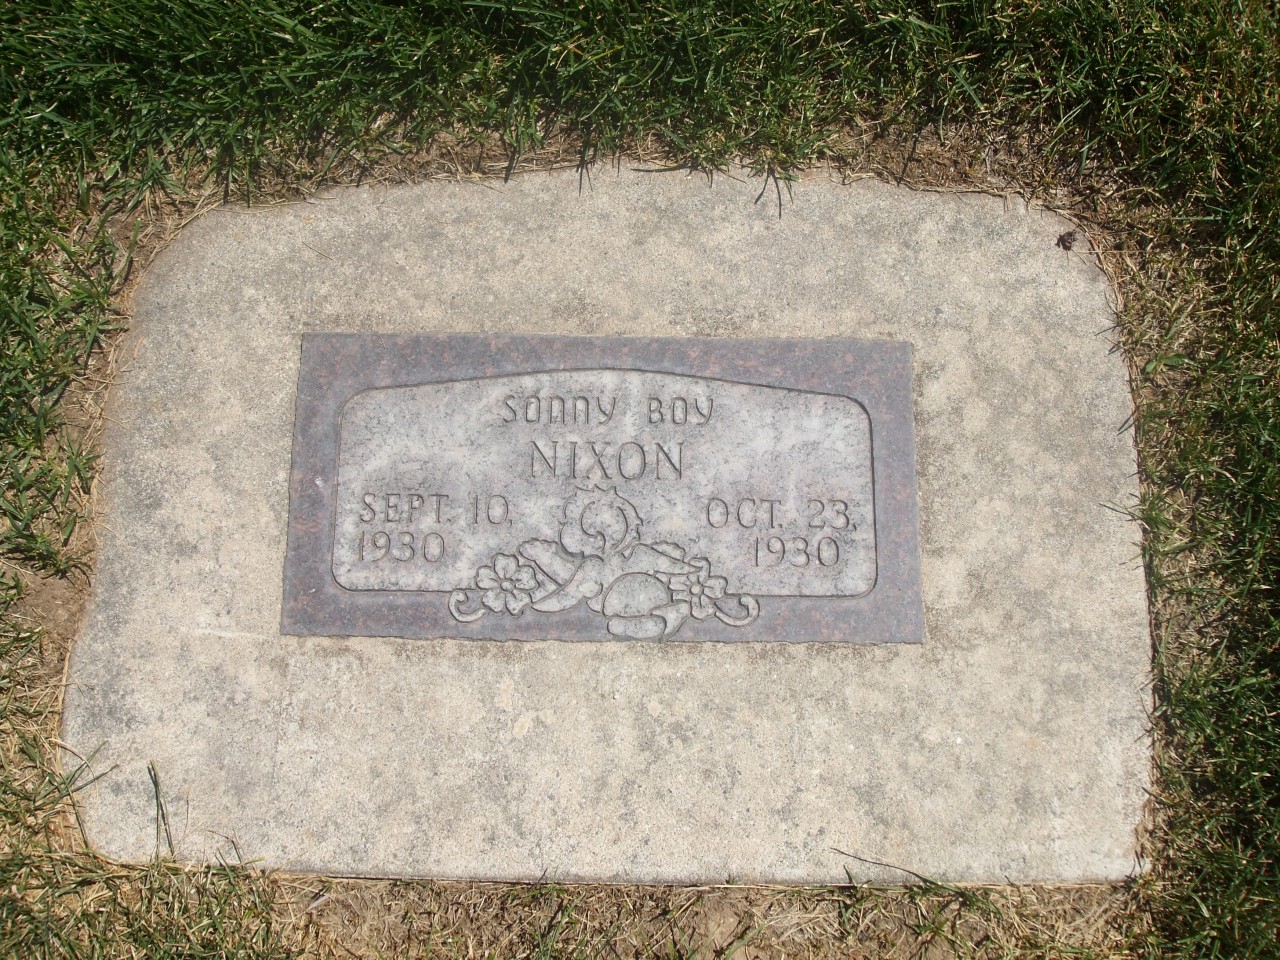 SONNY BOY
NIXON
SEPT. 10, 1930
OCT. 23, 1930